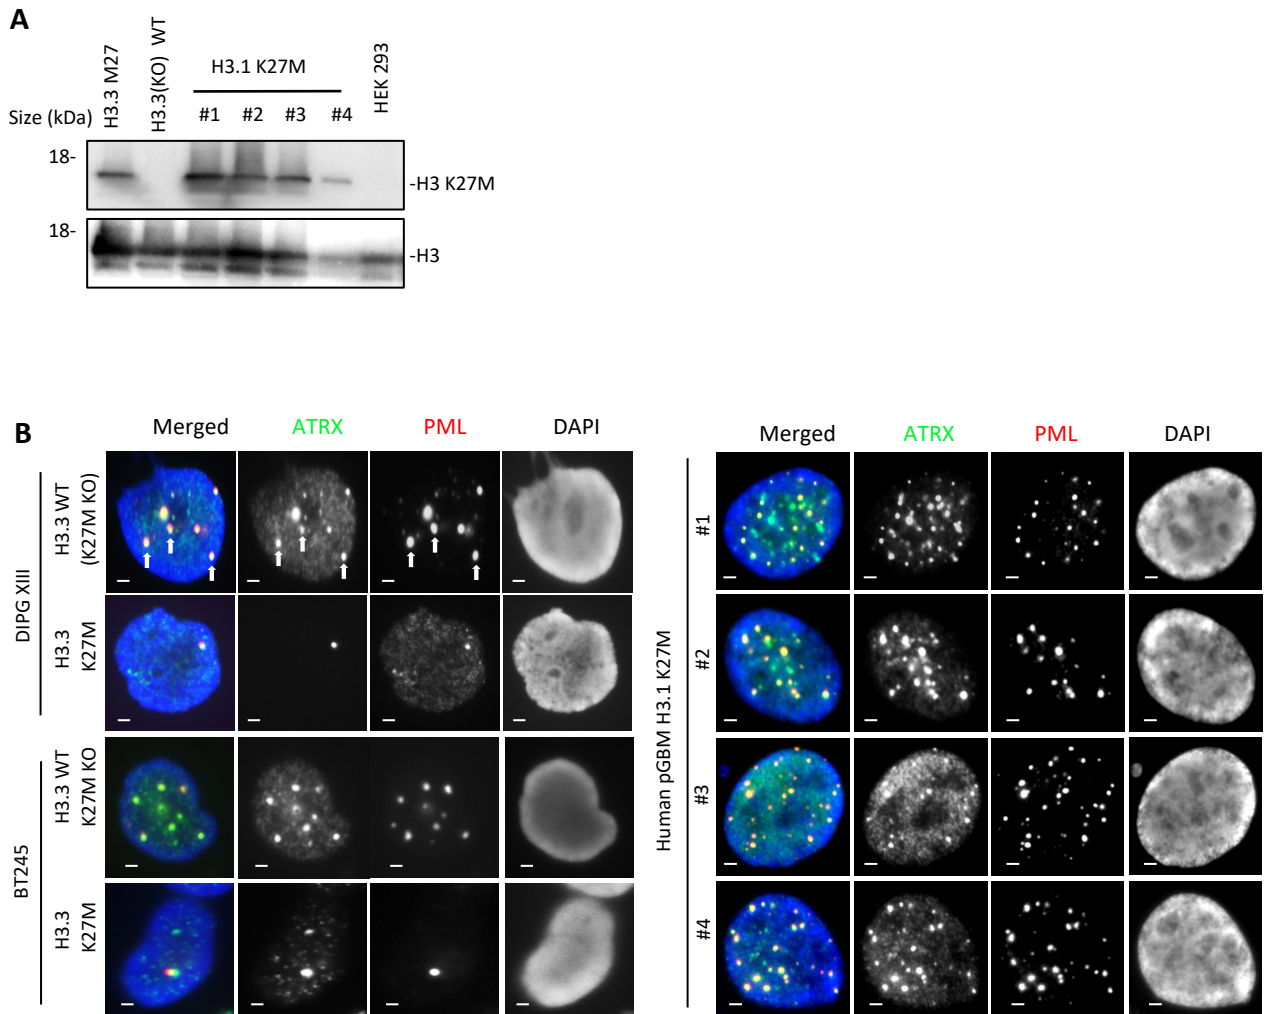 A
H3.3 M27
H3.3(KO) WT
H3.1 K27M
HEK 293
Size (kDa)
#1 #2 #3 #4
18-
-H3 K27M
18-
-H3
B
Merged ATRX PML DAPI
DIPG XIII
H3.3 WT
(K27M KO)
H3.3
K27M
BT245
H3.3 WT
K27M KO
H3.3
K27M
Merged ATRX PML DAPI
Human pGBM H3.1 K27M
#1
#2
#3
#4